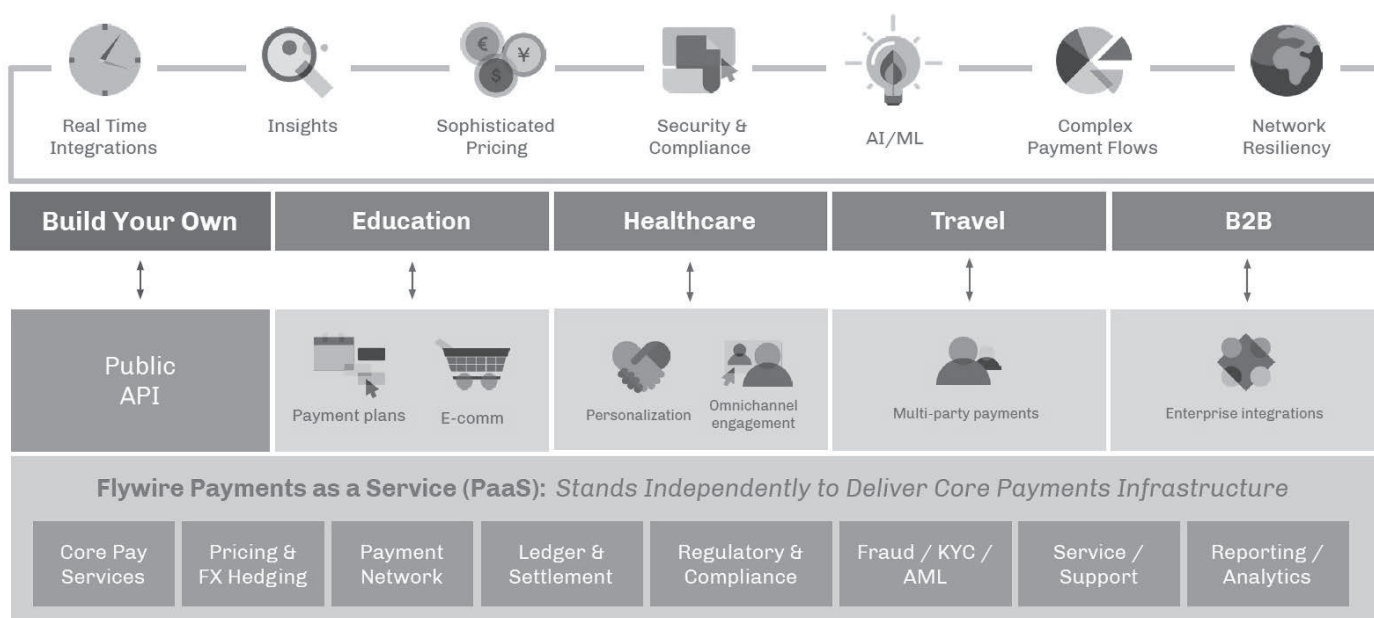 €
¥
$
Real Time
Integrations
Insights
Sophisticated
Pricing
Security &
Compliance
AI/ML
Complex
Payment Flows
Network
Resiliency
Build Your Own
Education
Healthcare
Travel
B2B
Public
API
Payment plans
E-comm
Personalization
Omnichannel
engagement
Multi-party payments
Enterprise integrations
Flywire Payments as a Service (PaaS): Stands Independently to Deliver Core Payments Infrastructure
Core Pay
Services
Pricing &
FX Hedging
Payment
Network
Ledger &
Settlement
Regulatory &
Compliance
Fraud / KYC /
AML
Service /
Support
Reporting /
Analytics